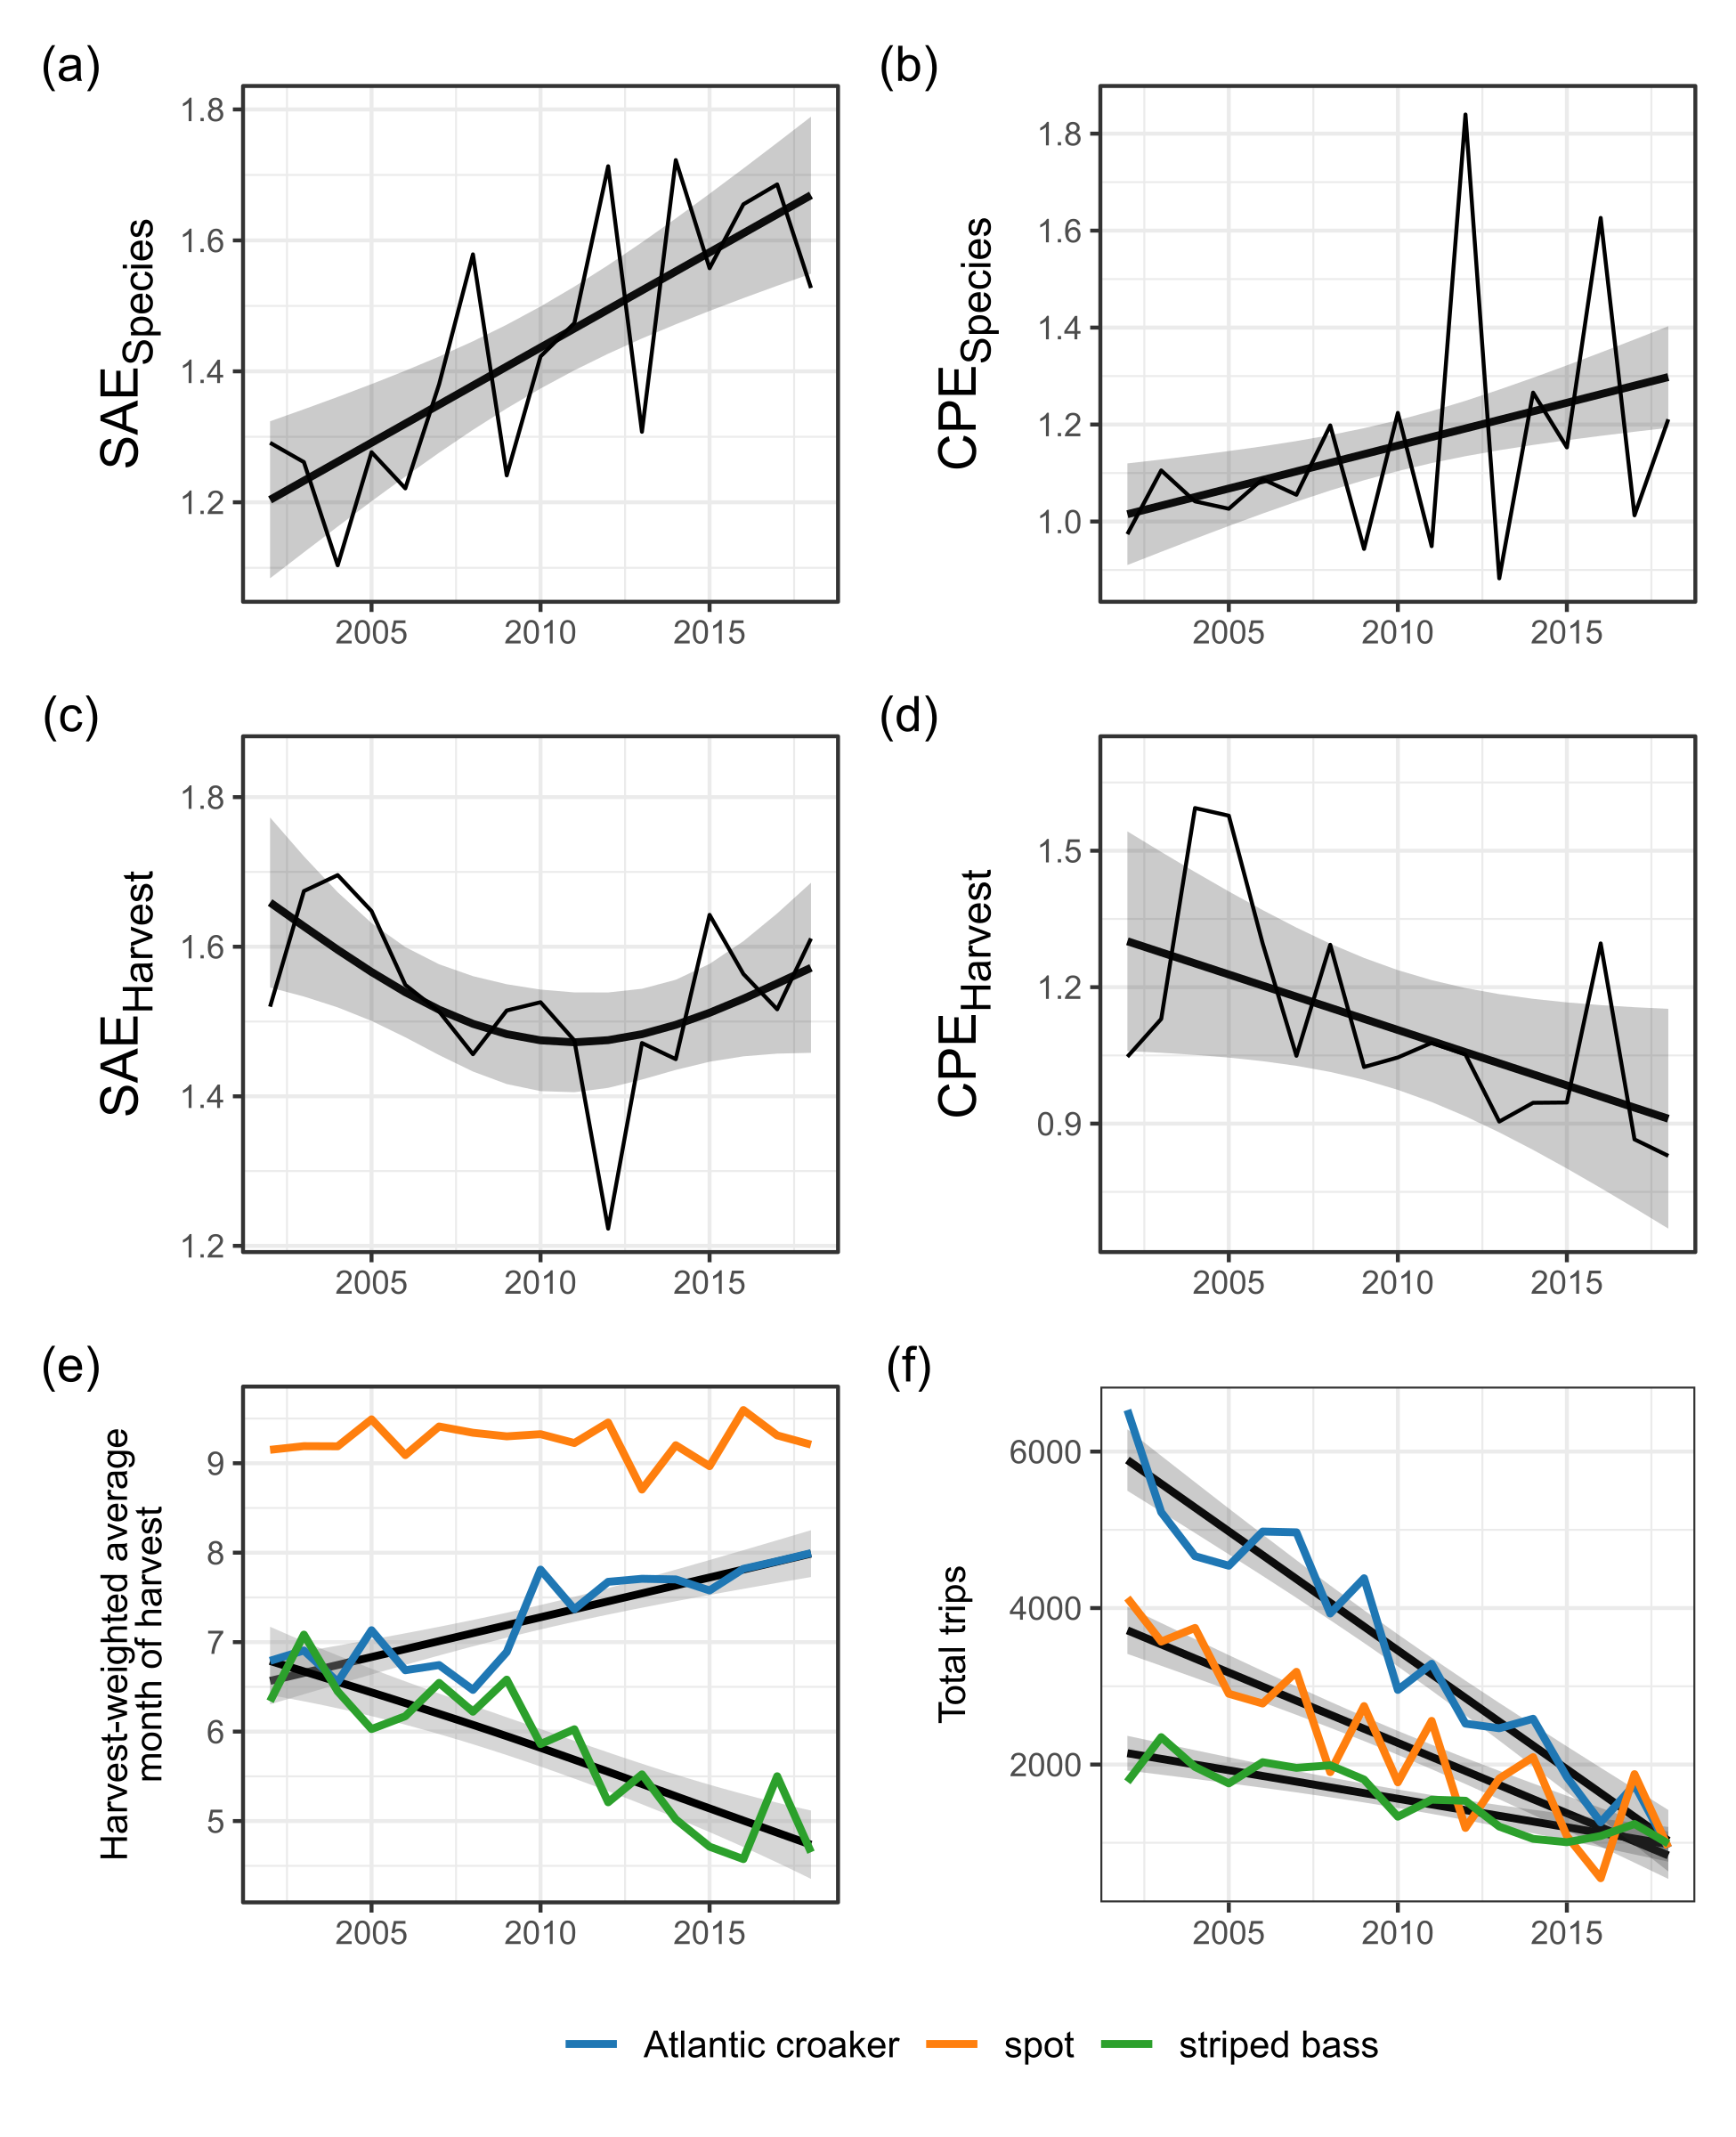 (a)
SAESpecies
1.8
1.6
1.4
1.2
2005 2010 2015
(b)
CPESpecies
1.8
1.6
1.4
1.2
1.0
2005 2010 2015
(c)
SAEHarvest
1.8
1.6
1.4
1.2
2005 2010 2015
(d)
CPEHarvest
1.5
1.2
0.9
2005 2010 2015
(e)
Harvest-weighted average
month of harvest
9
8
7
6
5
2005 2010 2015
(f)
Total trips
6000
4000
2000
2005 2010 2015
Atlantic croaker spot striped bass